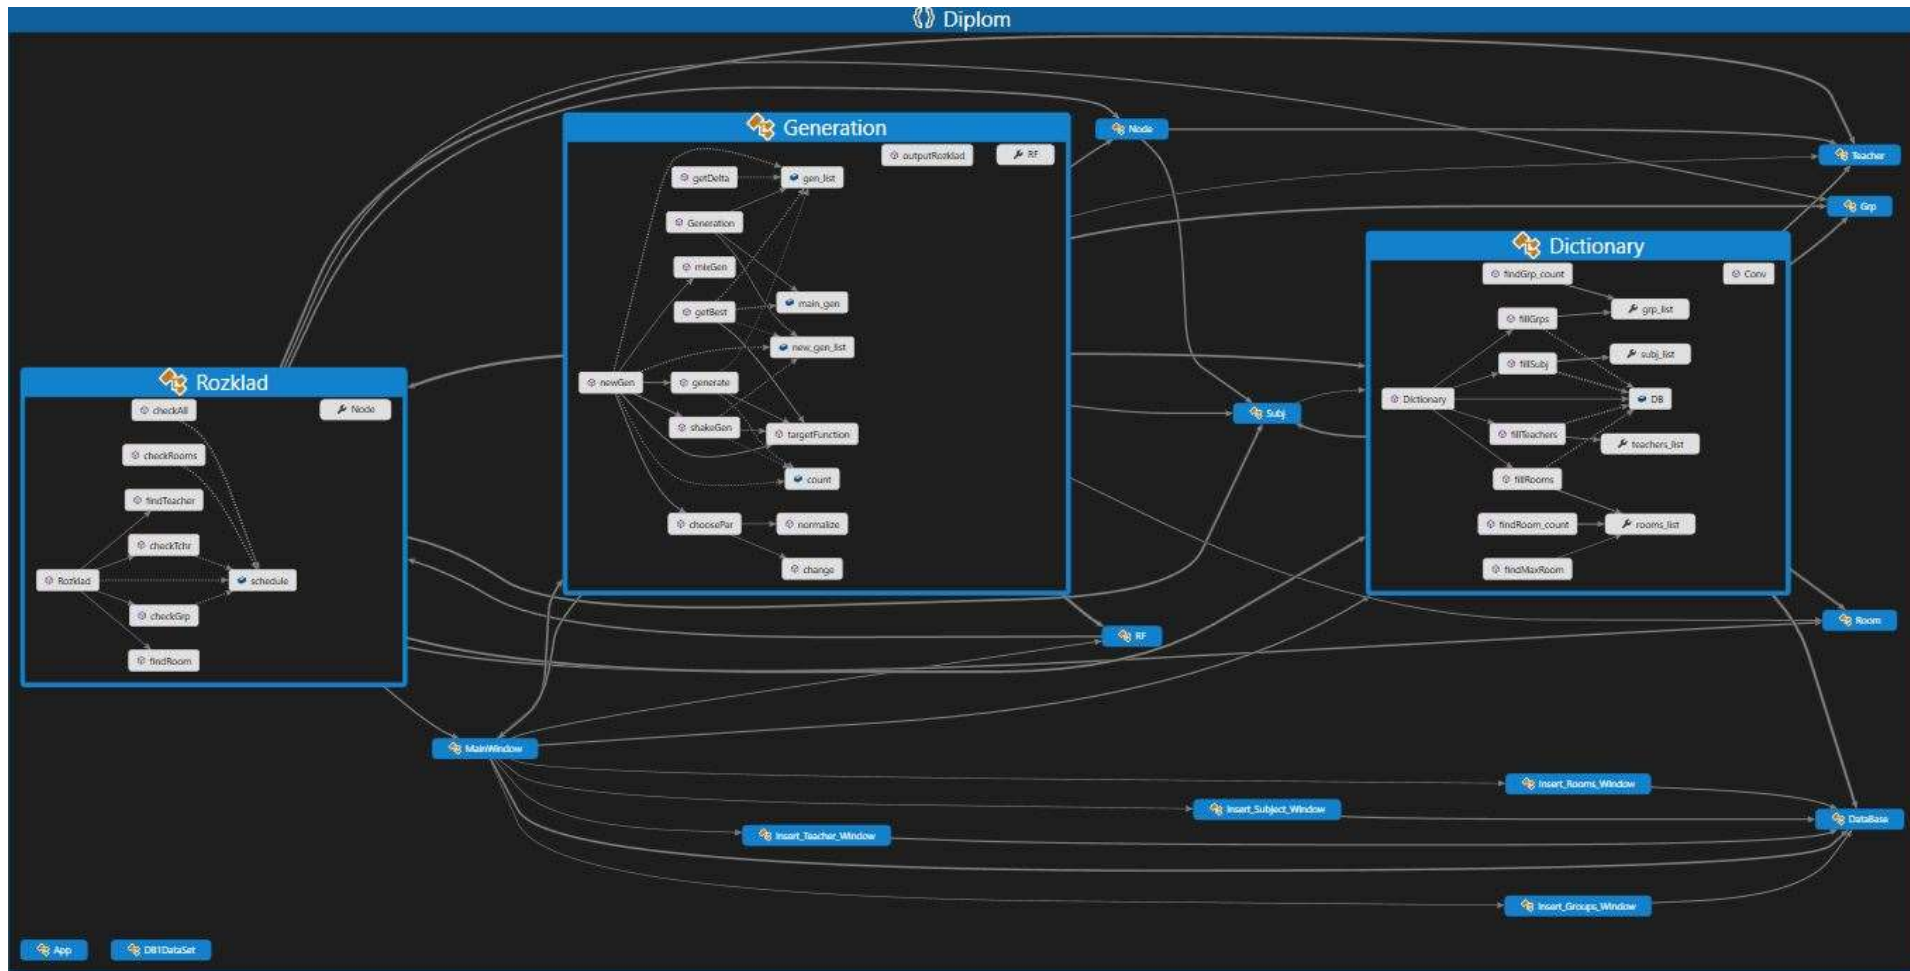 Diplom
Node
Teacher
Grp
Generation
outputRozklad
RF
getDelta
gen_list
Generation
mixGen
main_gen
getBest
new_gen_list
newGen
generate
shakeGen
targetFunction
count
choosePar
normalize
change
Dictionary
findGrp_count
Conv
grp_list
fillGrps
subj_list
fillSubj
Dictionary
DB
fillTeachers
teachers_list
fillRooms
findRoom_count
rooms_list
findMaxRoom
Rozklad
checkAll
Node
checkRooms
findTeacher
checkTchr
Rozklad
schedule
checkGrp
findRoom
Subj
RF
Room
MainWindow
Insert_Rooms_Window
Insert_Subject_Window
DataBase
Insert_Teacher_Window
Insert_Groups_Window
App
DB1DataSet